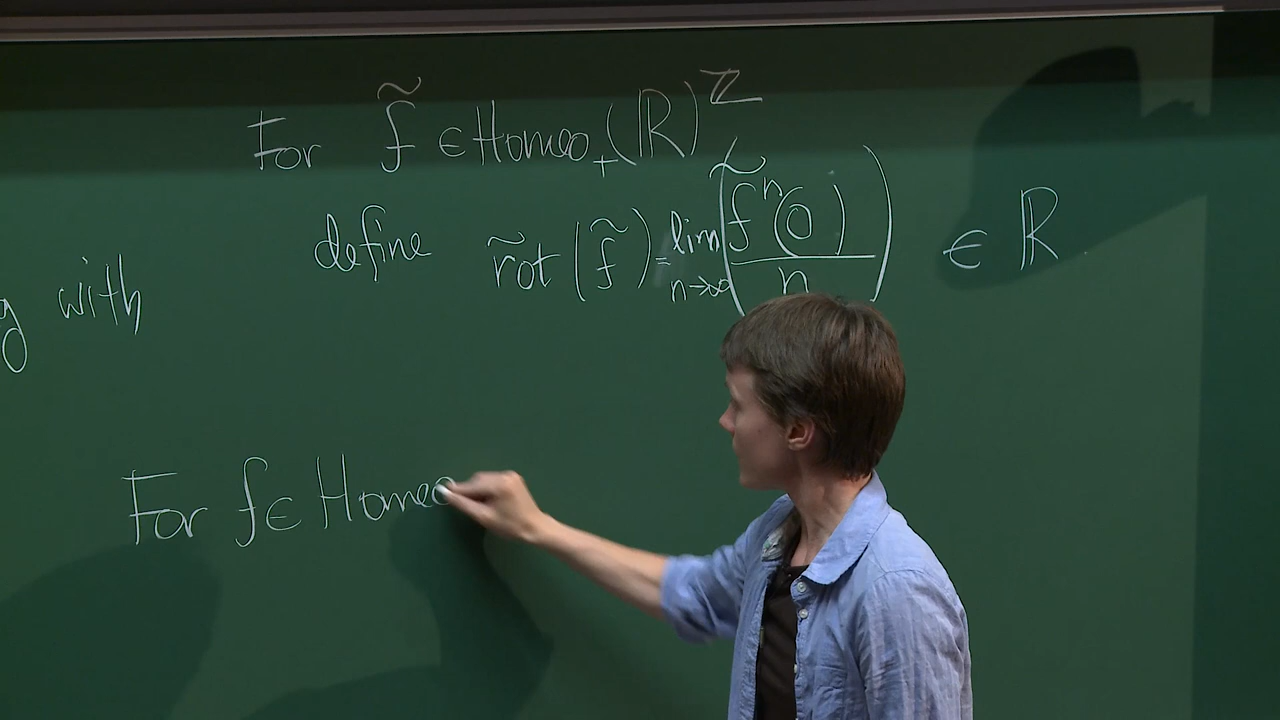 For f̃ ∈ Homeo₊(ℝ)^ℤ
define r̃ot(f̃) = lim n→∞ (f̃ⁿ(0)/n) ∈ ℝ
g with
For f ∈ Homeo